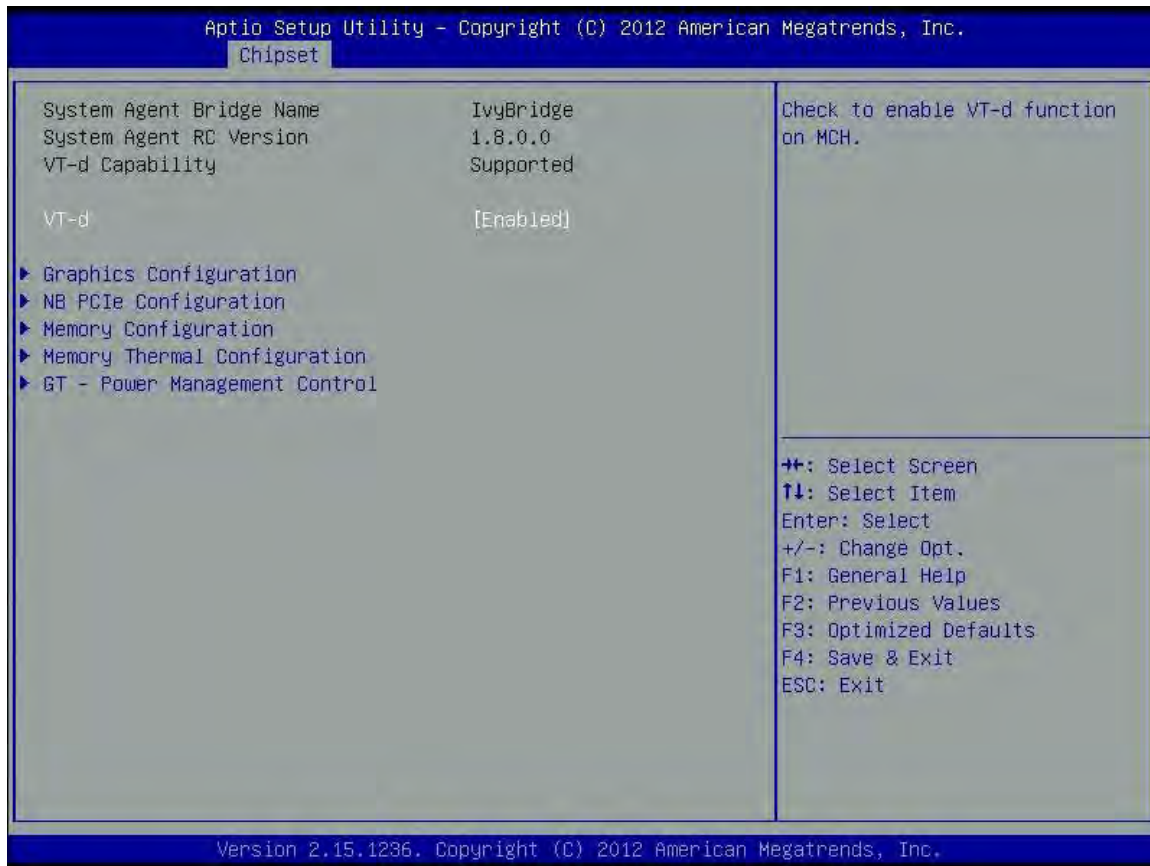 Aptio Setup Utility – Copyright (C) 2012 American Megatrends, Inc.
Chipset
System Agent Bridge Name IvyBridge
System Agent RC Version 1.8.0.0
VT-d Capability Supported
VT-d [Enabled]
Graphics Configuration
NB PCIe Configuration
Memory Configuration
Memory Thermal Configuration
GT - Power Management Control
Check to enable VT-d function
on MCH.
→←: Select Screen
↑↓: Select Item
Enter: Select
+/-: Change Opt.
F1: General Help
F2: Previous Values
F3: Optimized Defaults
F4: Save & Exit
ESC: Exit
Version 2.15.1236. Copyright (C) 2012 American Megatrends, Inc.